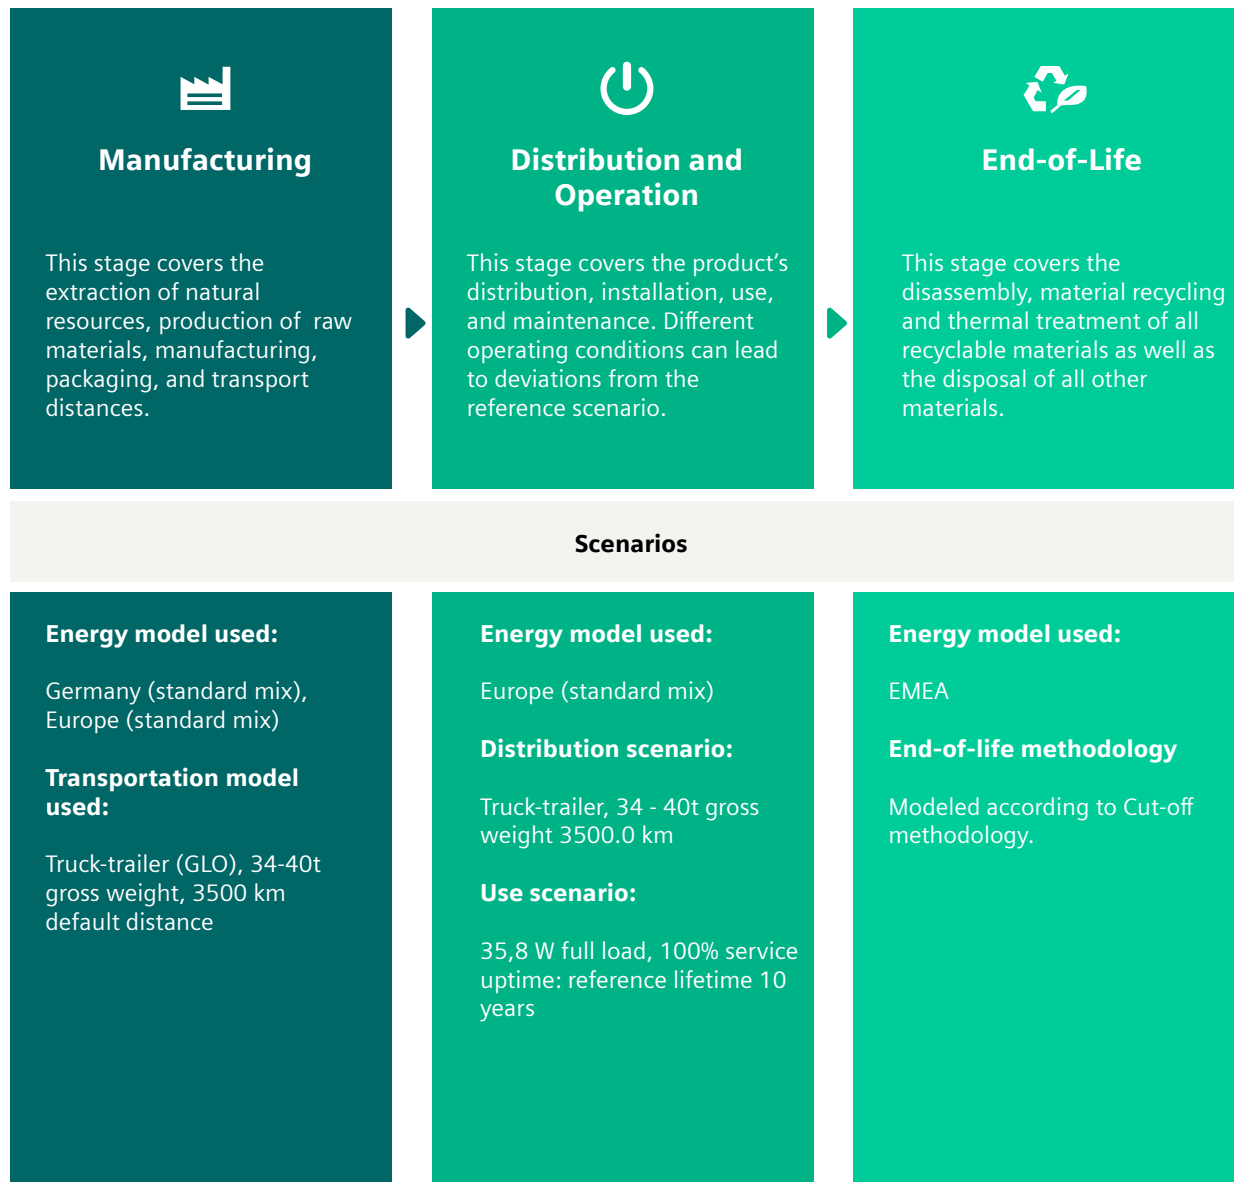 Manufacturing
This stage covers the
extraction of natural
resources, production of  raw
materials, manufacturing,
packaging, and transport
distances.
Distribution and
Operation
This stage covers the product’s
distribution, installation, use,
and maintenance. Different
operating conditions can lead
to deviations from the
reference scenario.
End-of-Life
This stage covers the
disassembly, material recycling
and thermal treatment of all
recyclable materials as well as
the disposal of all other
materials.
Scenarios
Energy model used:
Germany (standard mix),
Europe (standard mix)
Transportation model
used:
Truck-trailer (GLO), 34-40t
gross weight, 3500 km
default distance
Energy model used:
Europe (standard mix)
Distribution scenario:
Truck-trailer, 34 - 40t gross
weight 3500.0 km
Use scenario:
35,8 W full load, 100% service
uptime: reference lifetime 10
years
Energy model used:
EMEA
End-of-life methodology
Modeled according to Cut-off
methodology.